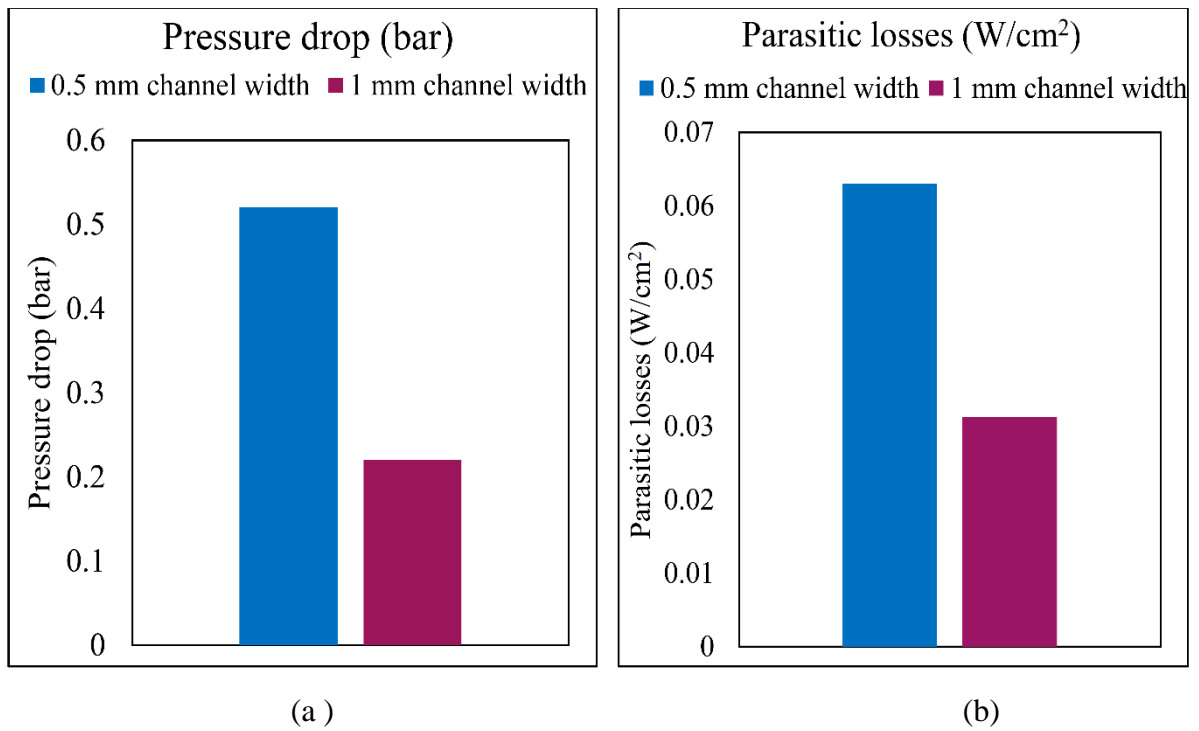 Pressure drop (bar)
0.5 mm channel width 1 mm channel width
0.6
0.5
0.4
0.3
0.2
0.1
0
Pressure drop (bar)
(a )
Parasitic losses (W/cm²)
0.5 mm channel width 1 mm channel width
0.07
0.06
0.05
0.04
0.03
0.02
0.01
0
Parasitic losses (W/cm²)
(b)